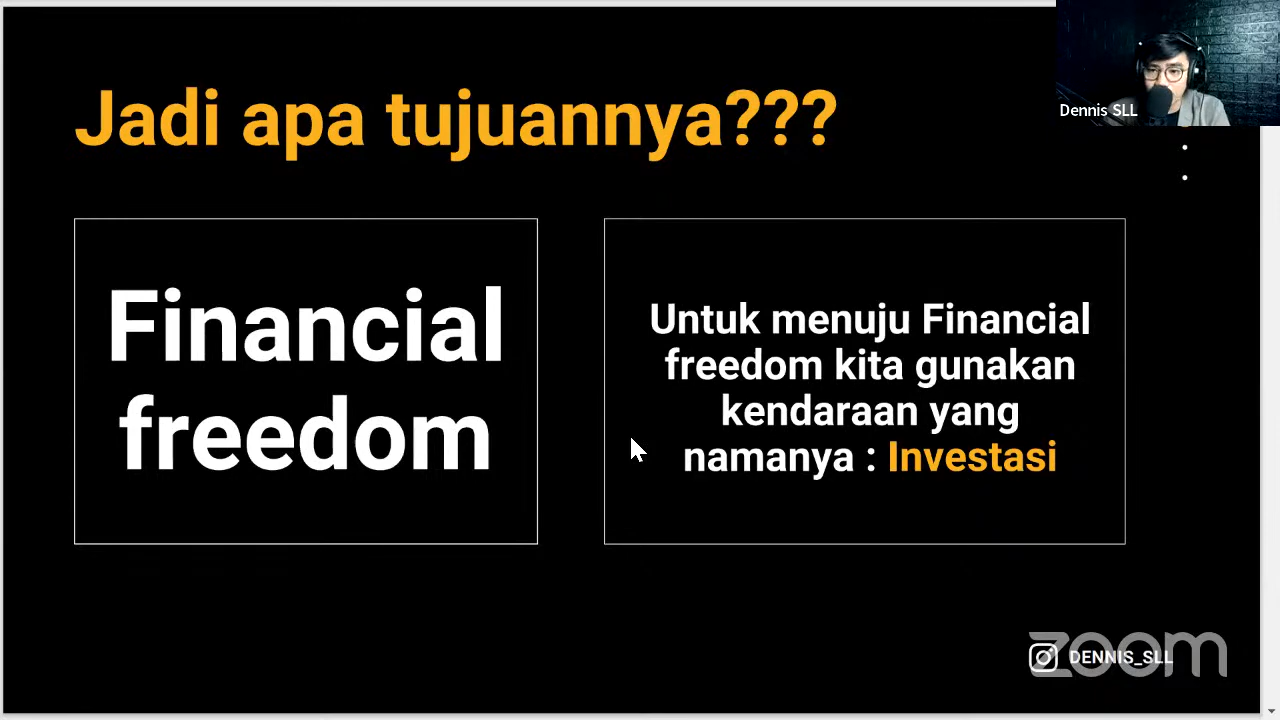 Dennis SLL
Jadi apa tujuannya???
Financial
freedom
Untuk menuju Financial
freedom kita gunakan
kendaraan yang
namanya : Investasi
DENNIS_SLL
zoom